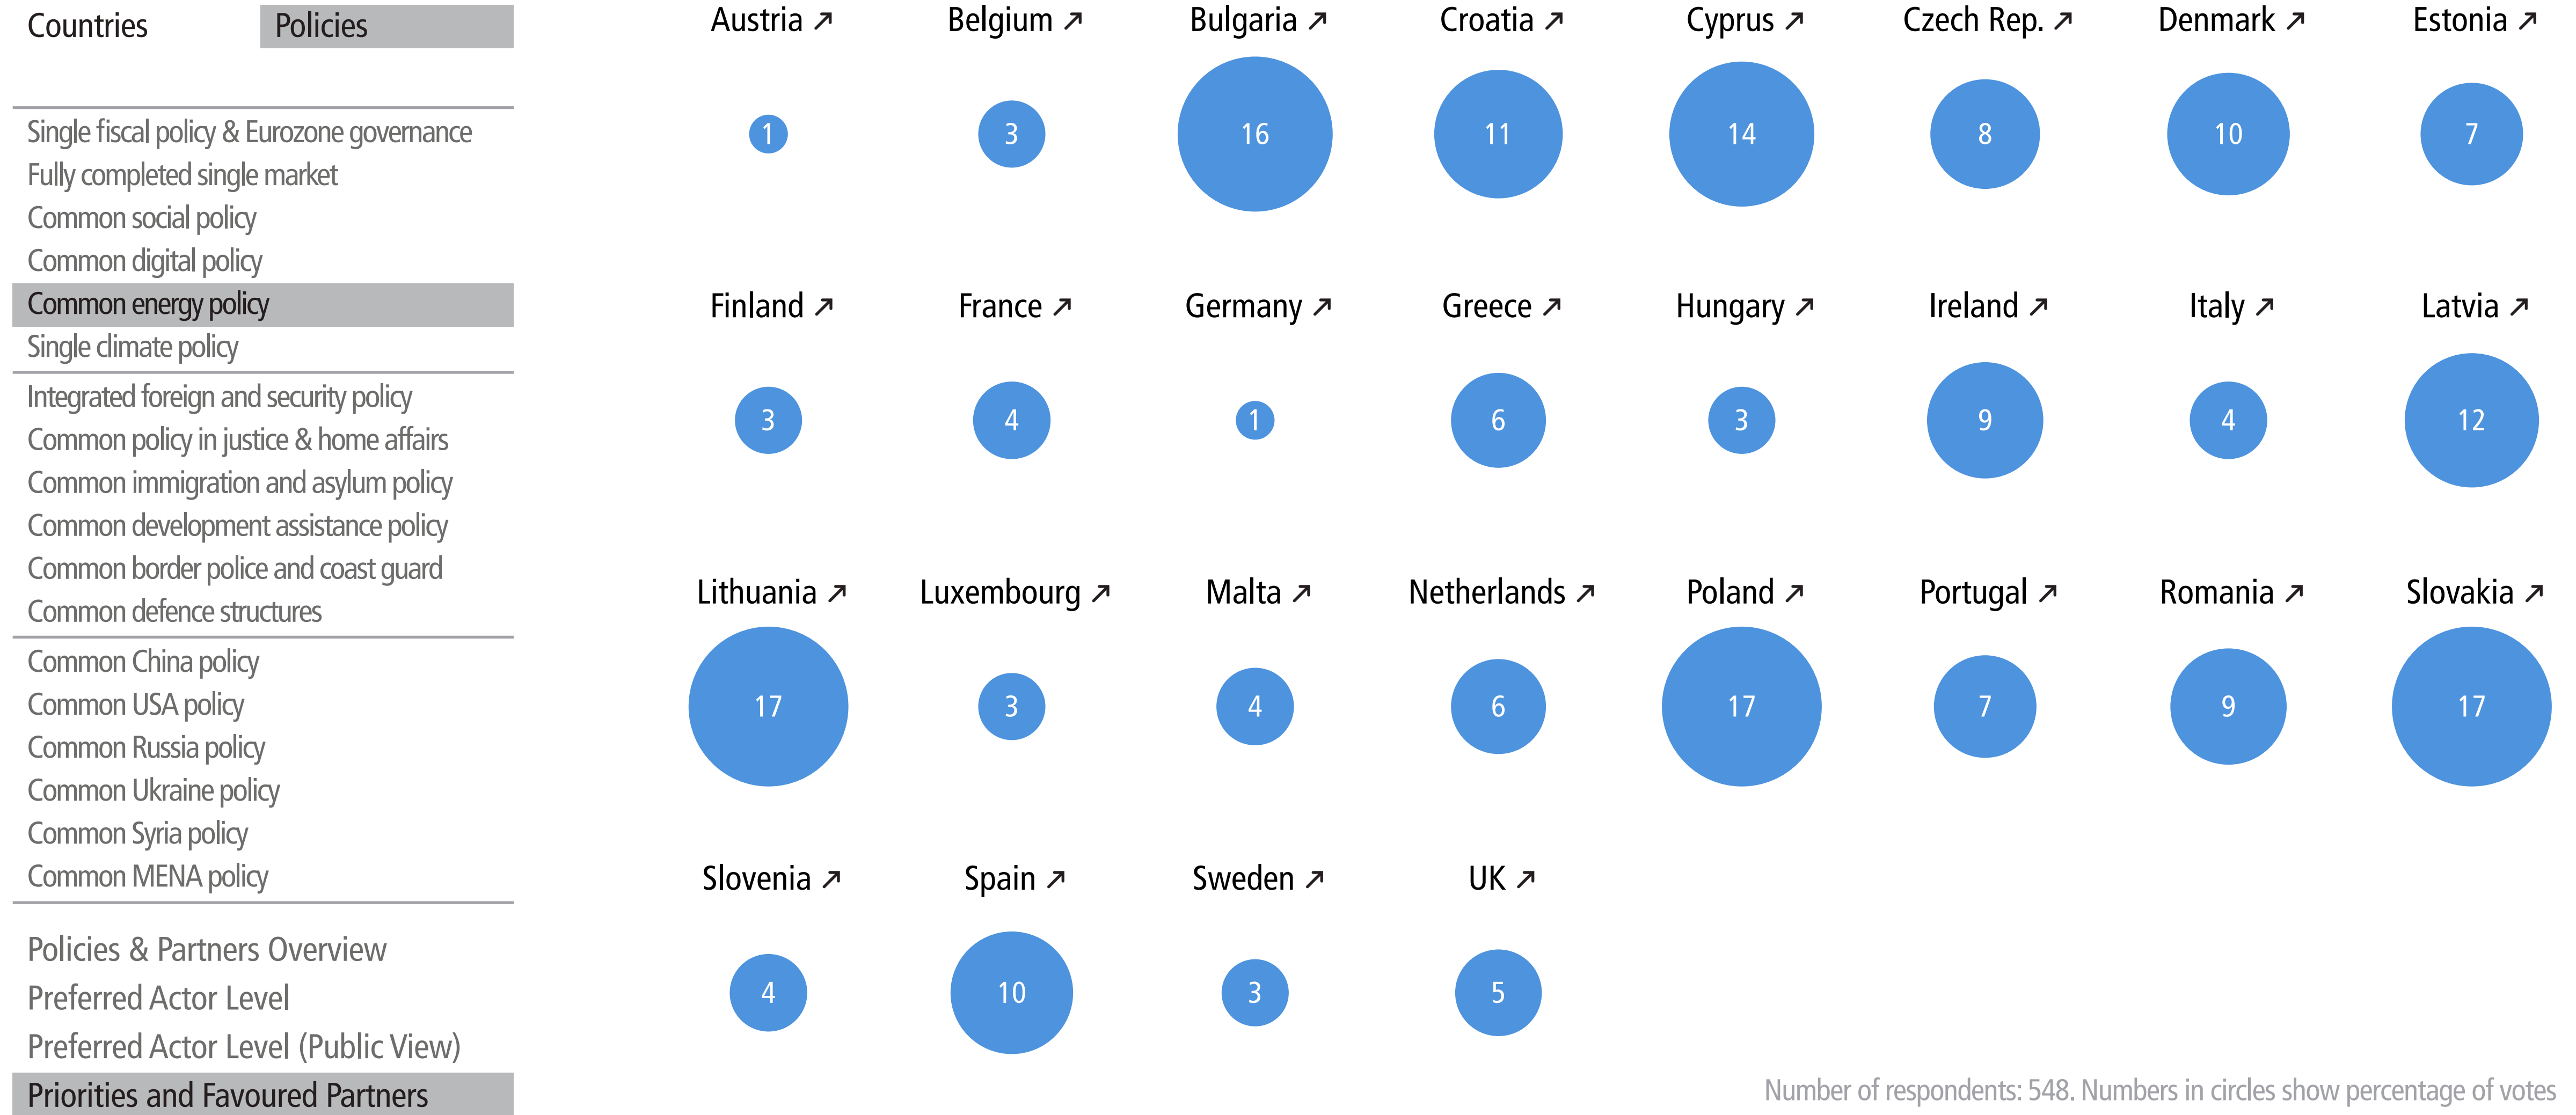 Countries
Policies
Single fiscal policy & Eurozone governance
Fully completed single market
Common social policy
Common digital policy
Common energy policy
Single climate policy
Integrated foreign and security policy
Common policy in justice & home affairs
Common immigration and asylum policy
Common development assistance policy
Common border police and coast guard
Common defence structures
Common China policy
Common USA policy
Common Russia policy
Common Ukraine policy
Common Syria policy
Common MENA policy
Policies & Partners Overview
Preferred Actor Level
Preferred Actor Level (Public View)
Priorities and Favoured Partners
Austria ↗ Belgium ↗ Bulgaria ↗ Croatia ↗ Cyprus ↗ Czech Rep. ↗ Denmark ↗ Estonia ↗
1 3 16 11 14 8 10 7
Finland ↗ France ↗ Germany ↗ Greece ↗ Hungary ↗ Ireland ↗ Italy ↗ Latvia ↗
3 4 1 6 3 9 4 12
Lithuania ↗ Luxembourg ↗ Malta ↗ Netherlands ↗ Poland ↗ Portugal ↗ Romania ↗ Slovakia ↗
17 3 4 6 17 7 9 17
Slovenia ↗ Spain ↗ Sweden ↗ UK ↗
4 10 3 5
Number of respondents: 548. Numbers in circles show percentage of votes